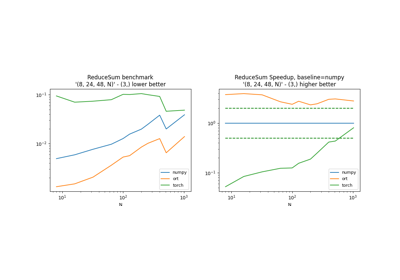 ReduceSum benchmark
'(8, 24, 48, N)' - (3,) lower better
10⁻¹
10⁻²
10¹
10²
10³
N
numpy
ort
torch
ReduceSum Speedup, baseline=numpy
'(8, 24, 48, N)' - (3,) higher better
10⁰
10⁻¹
10¹
10²
10³
N
numpy
ort
torch